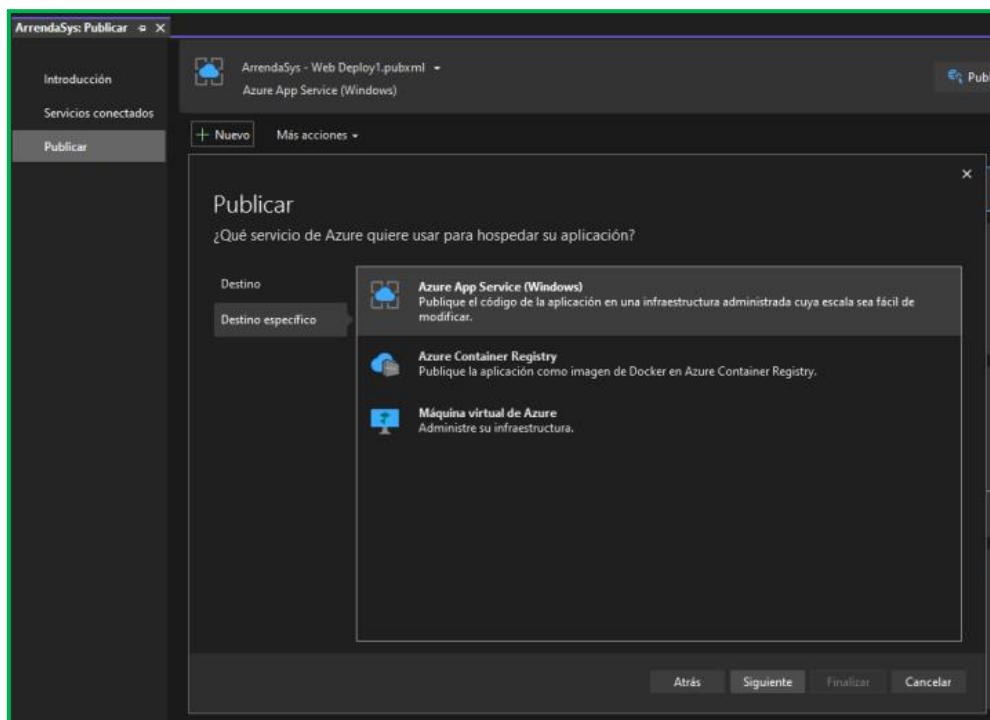 ArrendaSys: Publicar
Introducción
Servicios conectados
Publicar
ArrendaSys - Web Deploy1.pubxml
Azure App Service (Windows)
Publ
Nuevo
Más acciones
Publicar
¿Qué servicio de Azure quiere usar para hospedar su aplicación?
Destino
Destino específico
Azure App Service (Windows)
Publique el código de la aplicación en una infraestructura administrada cuya escala sea fácil de
modificar.
Azure Container Registry
Publique la aplicación como imagen de Docker en Azure Container Registry.
Máquina virtual de Azure
Administre su infraestructura.
Atrás
Siguiente
Finalizar
Cancelar